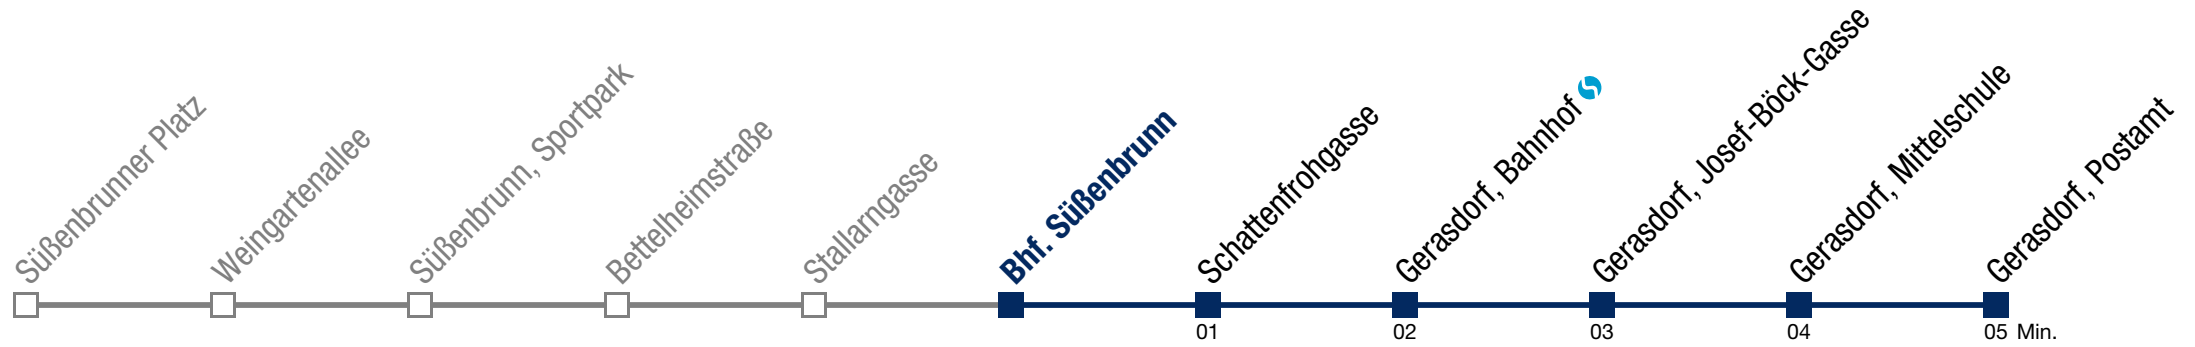 Süßenbrunner Platz
Weingartenallee
Süßenbrunn, Sportpark
Bettelheimstraße
Stallarngasse
Bhf. Süßenbrunn
Schattenfrohgasse
Gerasdorf, Bahnhof
Gerasdorf, Josef-Böck-Gasse
Gerasdorf, Mittelschule
Gerasdorf, Postamt
01 02 03 04 05 Min.